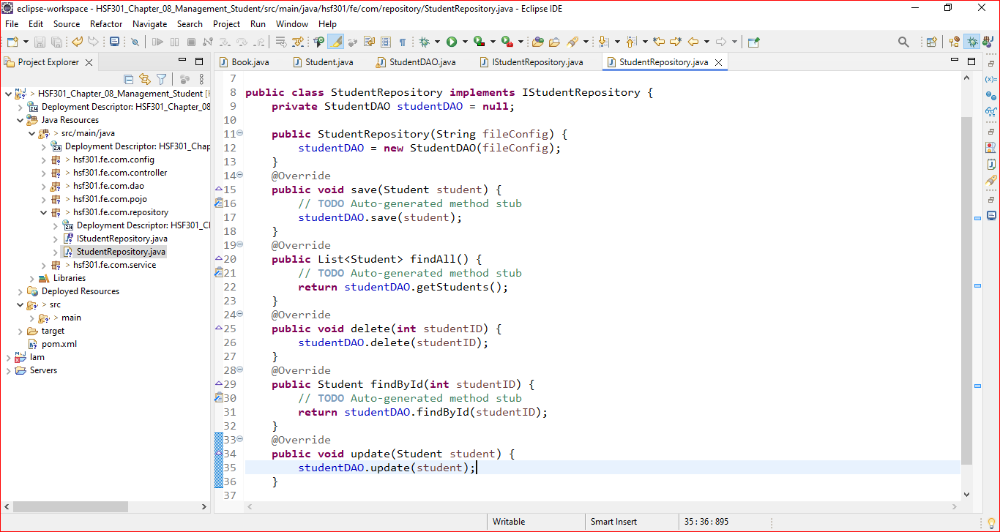 eclipse-workspace - HSF301_Chapter_08_Management_Student/src/main/java/hsf301/fe/com/repository/StudentRepository.java - Eclipse IDE
File Edit Source Refactor Navigate Search Project Run Window Help
Project Explorer
Book.java Student.java StudentDAO.java IStudentRepository.java StudentRepository.java
> HSF301_Chapter_08_Management_Student [
Deployment Descriptor: HSF301_Chapter_08
Java Resources
> src/main/java
Deployment Descriptor: HSF301_Chap
> hsf301.fe.com.config
> hsf301.fe.com.controller
> hsf301.fe.com.dao
> hsf301.fe.com.pojo
> hsf301.fe.com.repository
Deployment Descriptor: HSF301_Cl
IStudentRepository.java
StudentRepository.java
> hsf301.fe.com.service
Libraries
Deployed Resources
> src
> main
target
pom.xml
lam
Servers
7
8 public class StudentRepository implements IStudentRepository {
9 private StudentDAO studentDAO = null;
10
11 public StudentRepository(String fileConfig) {
12 studentDAO = new StudentDAO(fileConfig);
13 }
14 @Override
15 public void save(Student student) {
16 // TODO Auto-generated method stub
17 studentDAO.save(student);
18 }
19 @Override
20 public List<Student> findAll() {
21 // TODO Auto-generated method stub
22 return studentDAO.getStudents();
23 }
24 @Override
25 public void delete(int studentID) {
26 studentDAO.delete(studentID);
27 }
28 @Override
29 public Student findById(int studentID) {
30 // TODO Auto-generated method stub
31 return studentDAO.findById(studentID);
32 }
33 @Override
34 public void update(Student student) {
35 studentDAO.update(student);
36 }
37
Writable Smart Insert 35 : 36 : 895